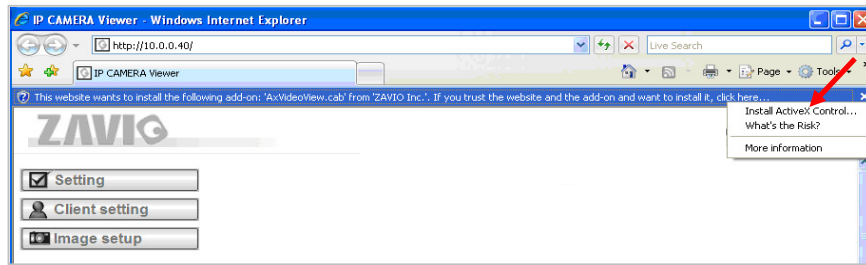 IP CAMERA Viewer - Windows Internet Explorer
http://10.0.0.40/
Live Search
IP CAMERA Viewer
Page
Tools
This website wants to install the following add-on: 'AxVideoView.cab' from 'ZAVIO Inc.'. If you trust the website and the add-on and want to install it, click here...
Install ActiveX Control...
What's the Risk?
More information
ZAVIO
Setting
Client setting
Image setup